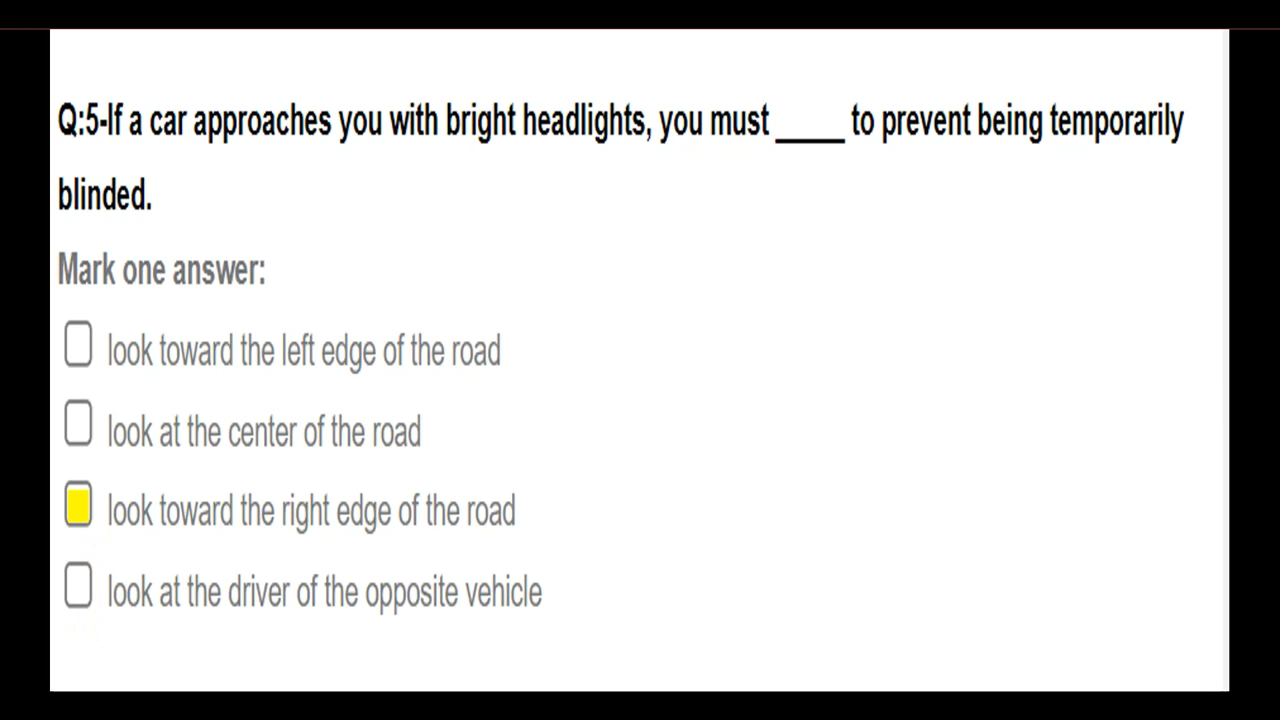 Q:5-If a car approaches you with bright headlights, you must _____ to prevent being temporarily
blinded.
Mark one answer:
look toward the left edge of the road
look at the center of the road
look toward the right edge of the road
look at the driver of the opposite vehicle